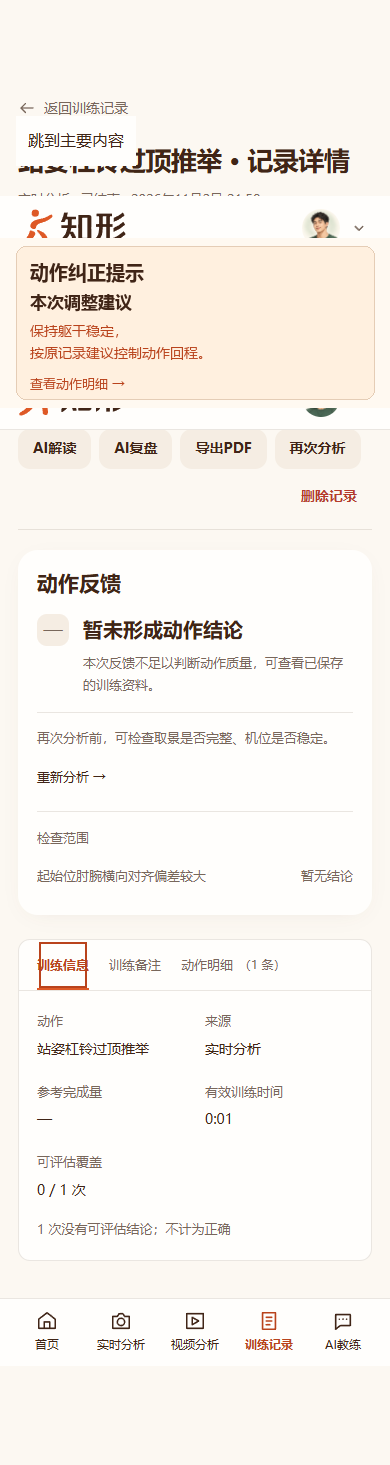 返回训练记录
跳到主要内容
站姿杠铃过顶推举 • 记录详情
知形
动作纠正提示
本次调整建议
保持躯干稳定，
按原记录建议控制动作回程。
查看动作明细 →
AI解读
AI复盘
导出PDF
再次分析
删除记录
动作反馈
暂未形成动作结论
本次反馈不足以判断动作质量，可查看已保存
的训练资料。
再次分析前，可检查取景是否完整、机位是否稳定。
重新分析 →
检查范围
起始位肘腕横向对齐偏差较大 暂无结论
训练信息 训练备注 动作明细 （1 条）
动作 来源
站姿杠铃过顶推举 实时分析
参考完成量 有效训练时间
— 0:01
可评估覆盖
0 / 1 次
1 次没有可评估结论；不计为正确
首页 实时分析 视频分析 训练记录 AI教练